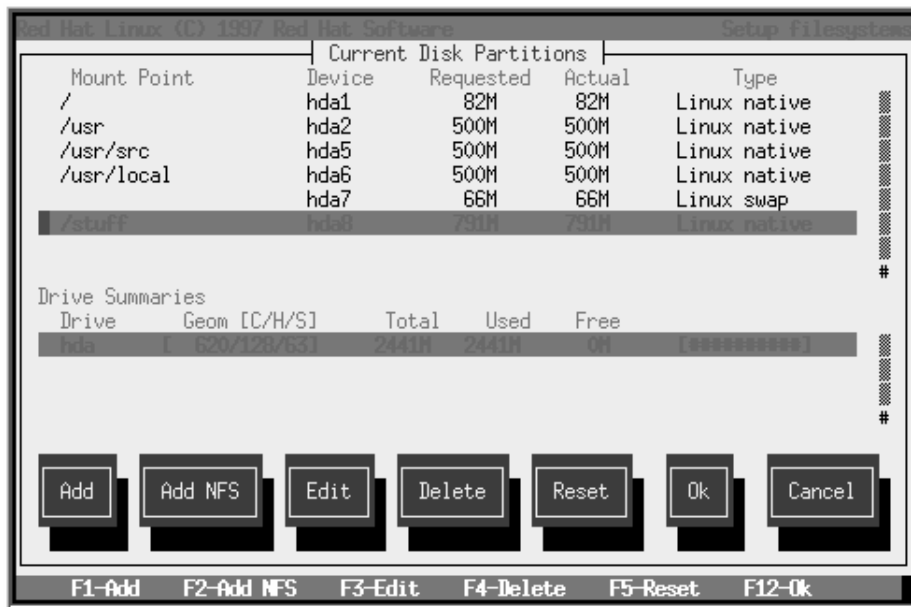 Red Hat Linux (C) 1997 Red Hat Software Setup filesystems
Current Disk Partitions
Mount Point Device Requested Actual Type
/ hda1 82M 82M Linux native
/usr hda2 500M 500M Linux native
/usr/src hda5 500M 500M Linux native
/usr/local hda6 500M 500M Linux native
hda7 66M 66M Linux swap
/stuff hda8 791M 791M Linux native
#
Drive Summaries
Drive Geom [C/H/S] Total Used Free
hda [ 620/128/63] 2441M 2441M 0M [##########]
#
Add Add NFS Edit Delete Reset Ok Cancel
F1-Add F2-Add NFS F3-Edit F4-Delete F5-Reset F12-Ok